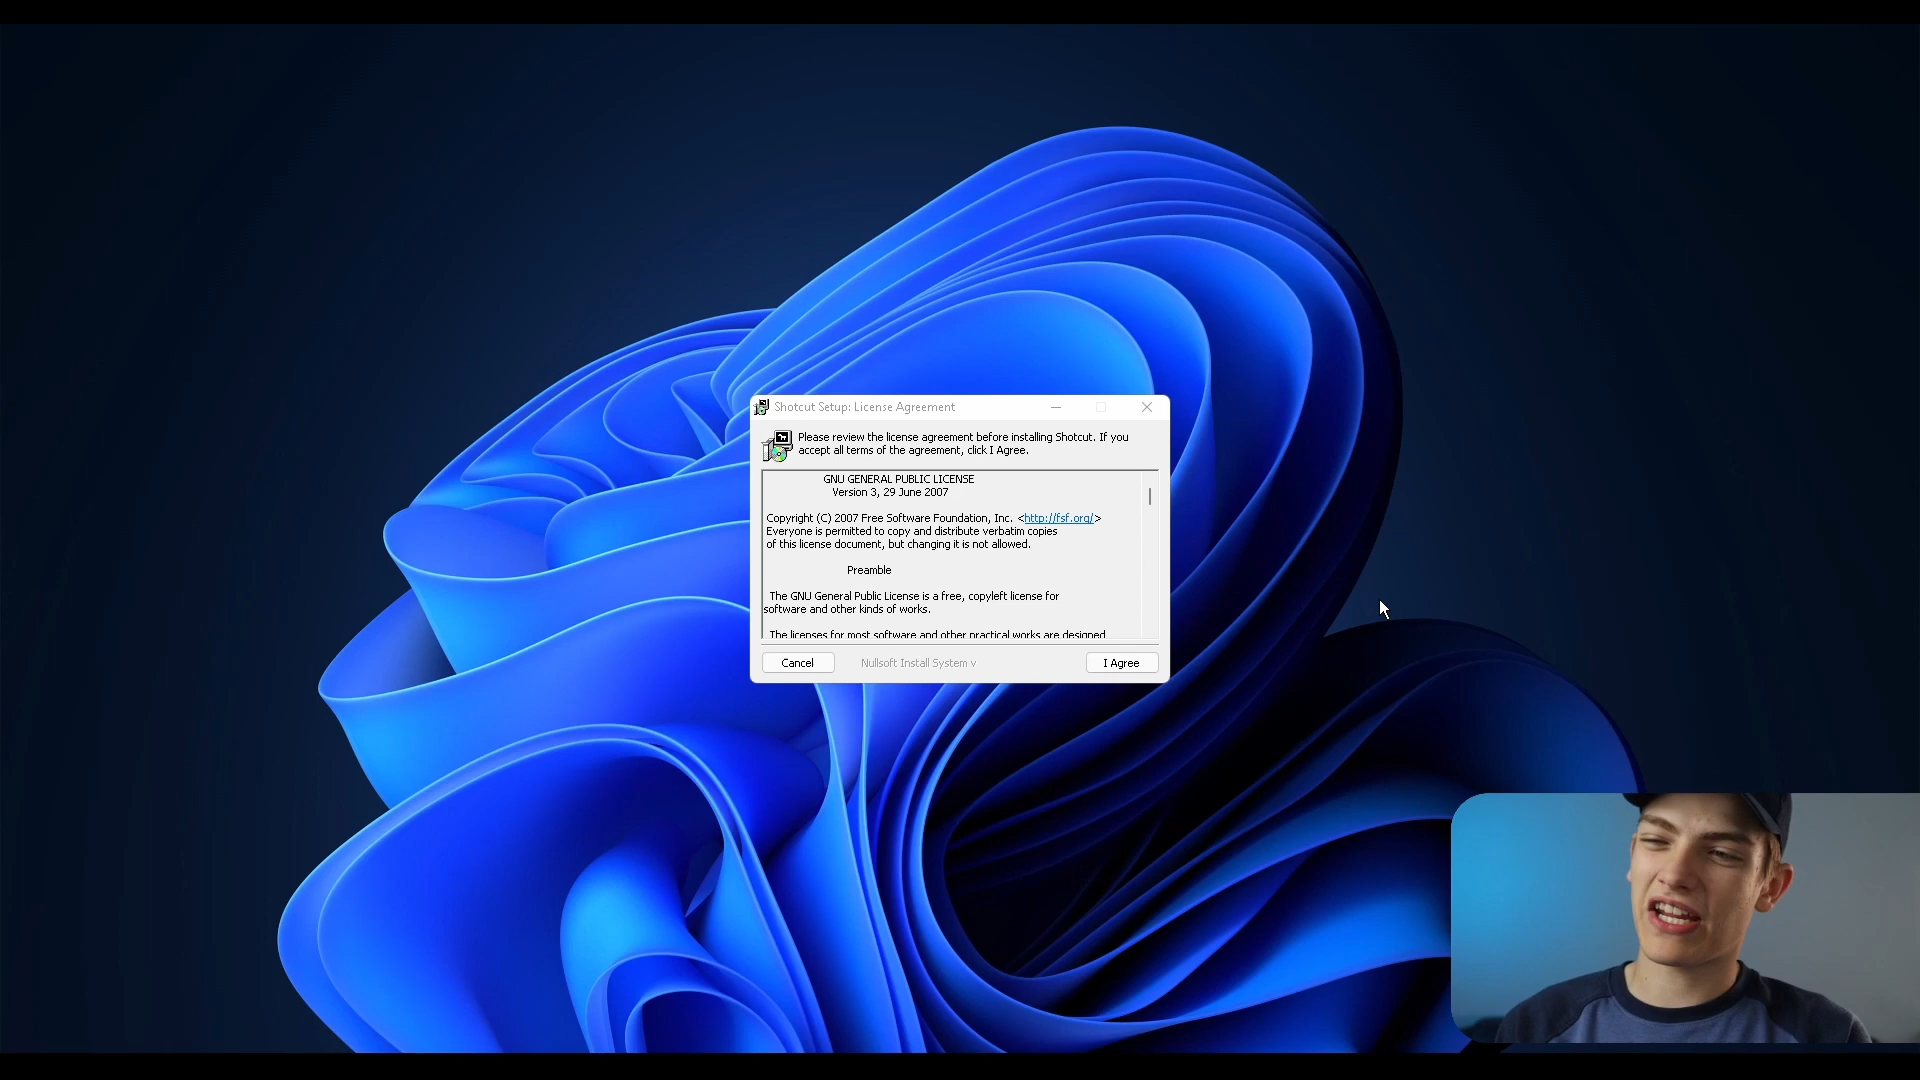 Shotcut Setup: License Agreement
Please review the license agreement before installing Shotcut. If you
accept all terms of the agreement, click I Agree.
GNU GENERAL PUBLIC LICENSE
Version 3, 29 June 2007
Copyright (C) 2007 Free Software Foundation, Inc. <http://fsf.org/>
Everyone is permitted to copy and distribute verbatim copies
of this license document, but changing it is not allowed.
Preamble
The GNU General Public License is a free, copyleft license for
software and other kinds of works.
The licenses for most software and other practical works are designed
Cancel
Nullsoft Install System v
I Agree